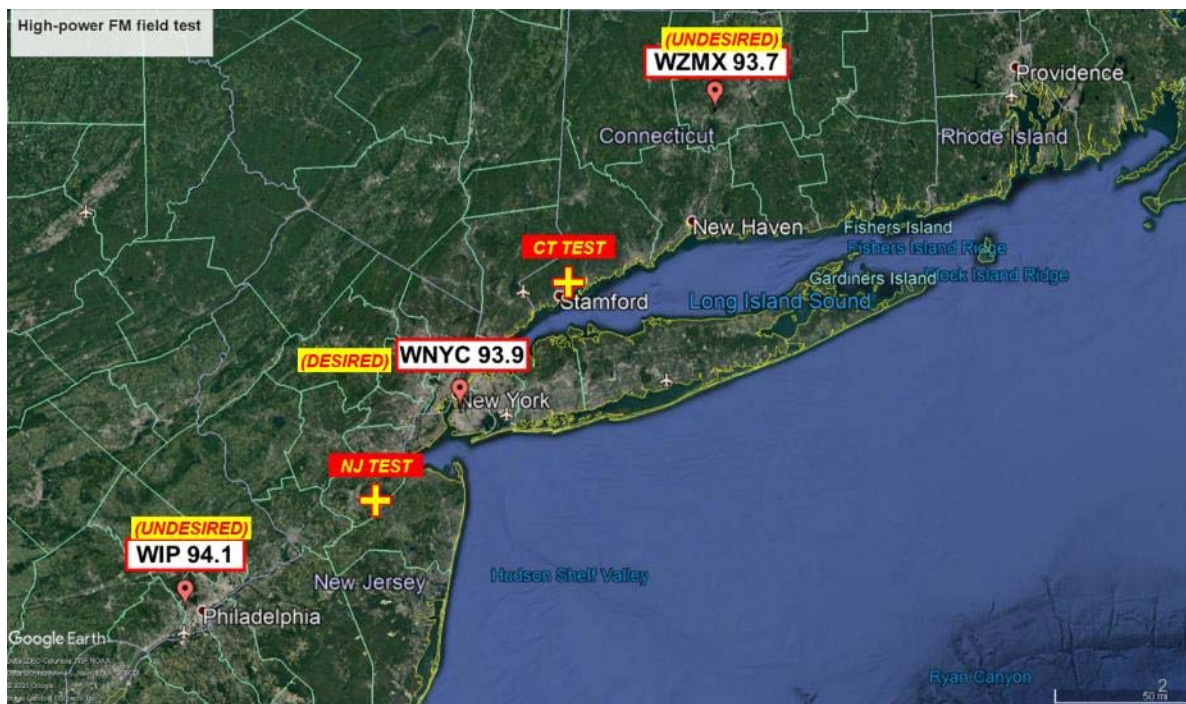 High-power FM field test
(UNDESIRED)
WZMX 93.7
Providence
Connecticut
Rhode Island
New Haven
Fishers Island
Fishers Island Ridge
CT TEST
Gardiners Island
Block Island Ridge
Stamford
Long Island Sound
(DESIRED)
WNYC 93.9
New York
NJ TEST
(UNDESIRED)
WIP 94.1
New Jersey
Hudson Shelf Valley
Philadelphia
Google Earth
Ryan Canyon
2
50 mi